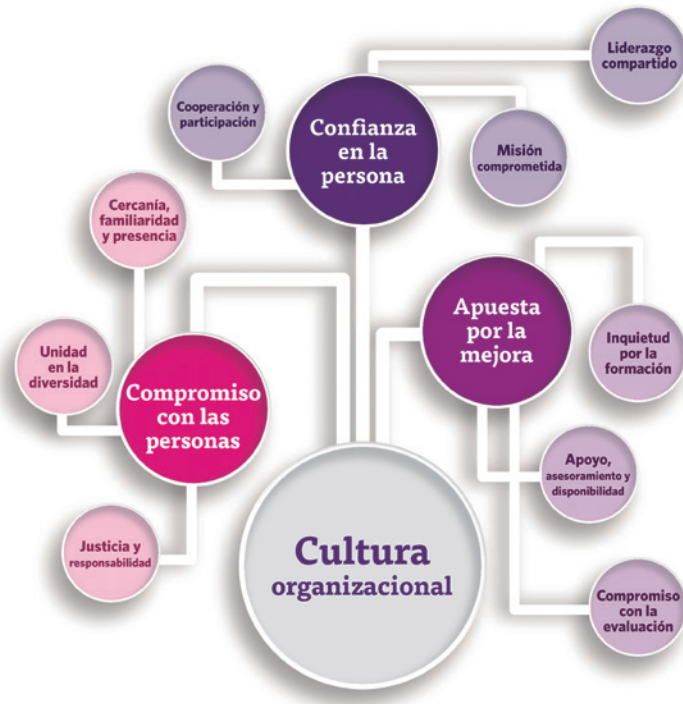 Liderazgo
compartido
Cooperación y
participación
Confianza
en la
persona
Misión
comprometida
Cercanía,
familiaridad
y presencia
Apuesta
por la
mejora
Inquietud
por la
formación
Unidad
en la
diversidad
Compromiso
con las
personas
Apoyo,
asesoramiento y
disponibilidad
Justicia y
responsabilidad
Cultura
organizacional
Compromiso
con la
evaluación